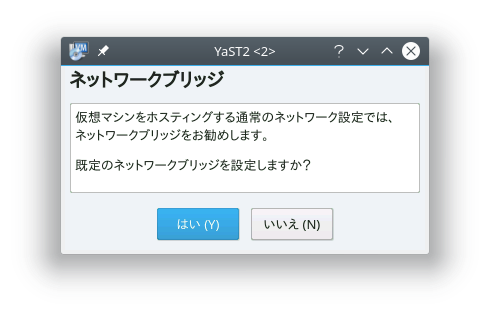 YaST2 <2>
ネットワークブリッジ
仮想マシンをホスティングする通常のネットワーク設定では、
ネットワークブリッジをお勧めします。
既定のネットワークブリッジを設定しますか?
はい (Y)
いいえ (N)